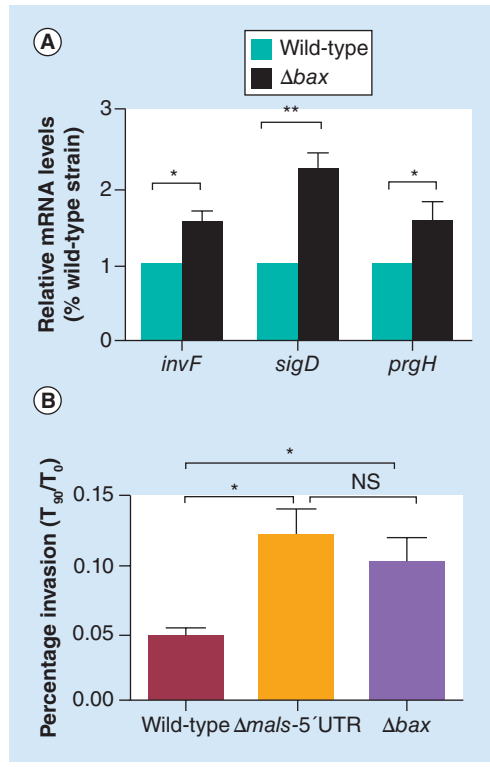 A
Wild-type
Δbax
Relative mRNA levels
(% wild-type strain)
3
2
1
0
*
**
*
invF sigD prgH
B
Percentage invasion (T90/T0)
0.15
0.10
0.05
0.00
*
*
NS
Wild-type Δmals-5´UTR Δbax